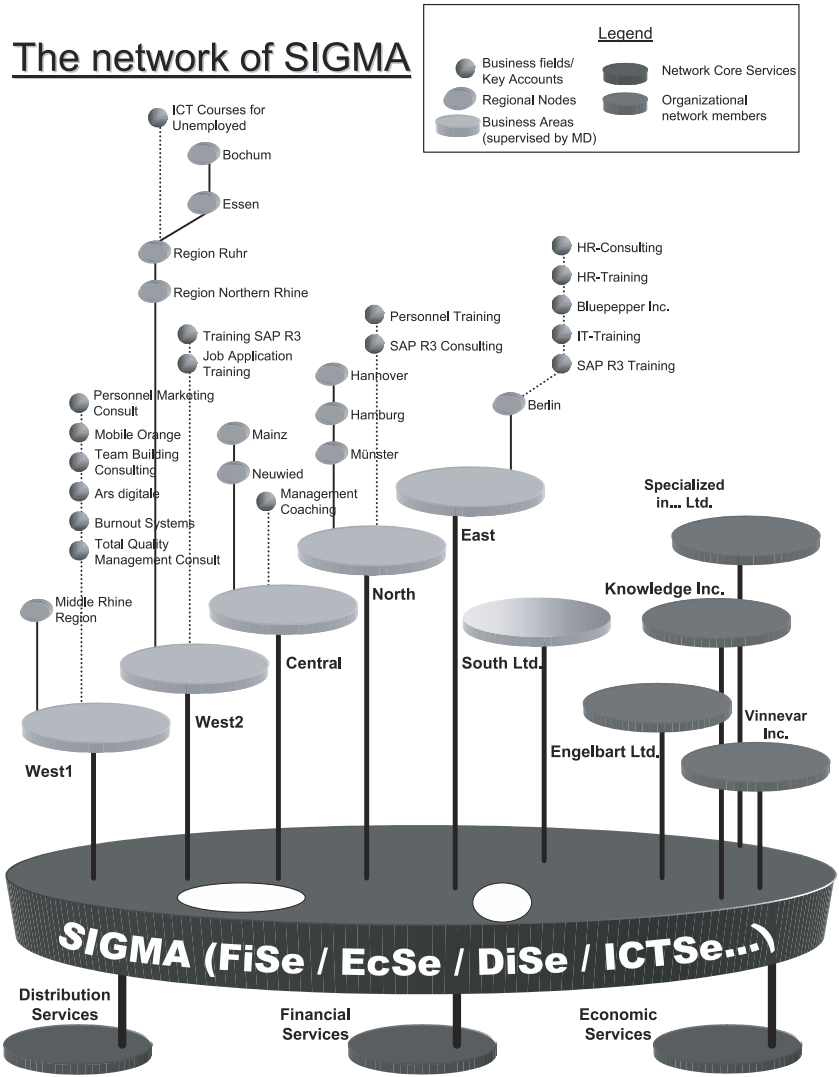 The network of SIGMA
Legend
Business fields/
Key Accounts
Regional Nodes
Business Areas
(supervised by MD)
Network Core Services
Organizational
network members
ICT Courses for
Unemployed
Bochum
Essen
Region Ruhr
Region Northern Rhine
Training SAP R3
Job Application
Training
Personnel Marketing
Consult
Mobile Orange
Team Building
Consulting
Ars digitale
Burnout Systems
Total Quality
Management Consult
Middle Rhine
Region
Mainz
Neuwied
Management
Coaching
Personnel Training
SAP R3 Consulting
Hannover
Hamburg
Münster
HR-Consulting
HR-Training
Bluepepper Inc.
IT-Training
SAP R3 Training
Berlin
West1
West2
Central
North
East
South Ltd.
Specialized
in... Ltd.
Knowledge Inc.
Engelbart Ltd.
Vinnevar
Inc.
SIGMA (FiSe / EcSe / DiSe / ICTSe...)
Distribution
Services
Financial
Services
Economic
Services